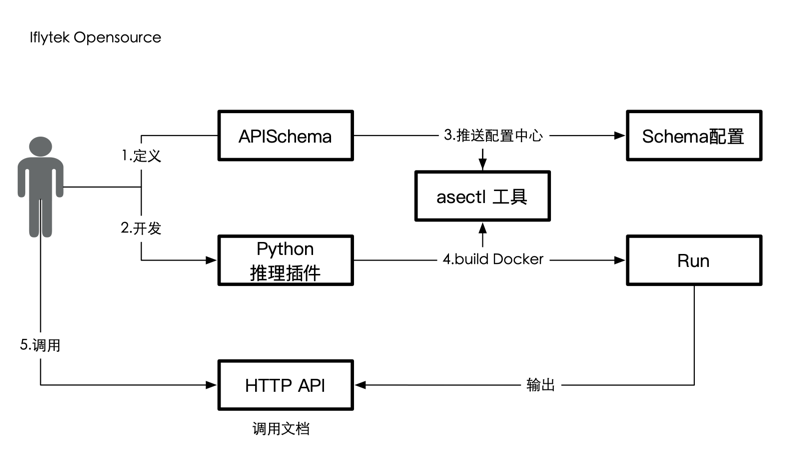 Iflytek Opensource
APISchema
3.推送配置中心
Schema配置
1.定义
asectl 工具
2.开发
Python
推理插件
4.build Docker
Run
5.调用
HTTP API
输出
调用文档